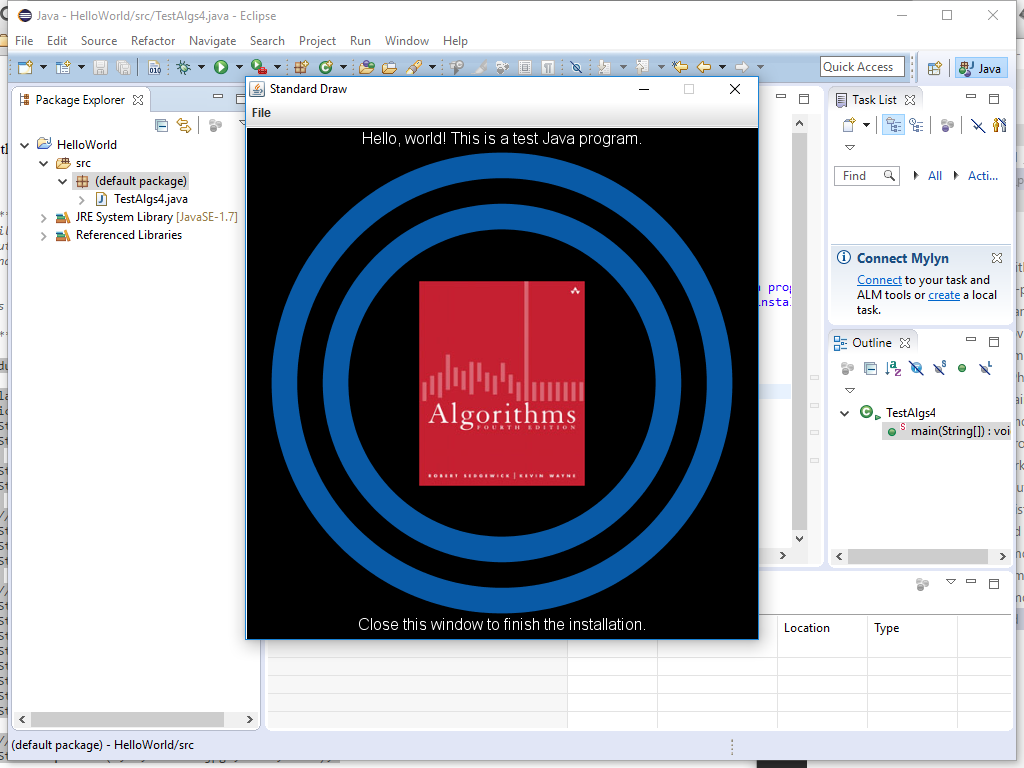 Java - HelloWorld/src/TestAlgs4.java - Eclipse
File Edit Source Refactor Navigate Search Project Run Window Help
Quick Access
Java
Package Explorer
HelloWorld
src
(default package)
TestAlgs4.java
JRE System Library [JavaSE-1.7]
Referenced Libraries
Standard Draw
File
Hello, world! This is a test Java program.
Algorithms
FOURTH EDITION
ROBERT SEDGEWICK | KEVIN WAYNE
Close this window to finish the installation.
Task List
Find
All
Acti...
Connect Mylyn
Connect to your task and
ALM tools or create a local
task.
Outline
TestAlgs4
main(String[]) : voi
Location Type
(default package) - HelloWorld/src